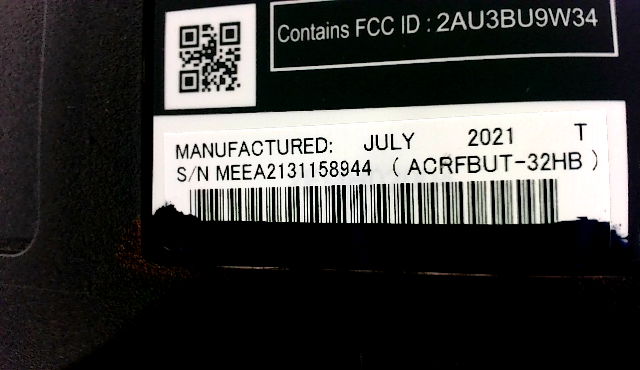 Contains FCC ID : 2AU3BU9W34
MANUFACTURED: JULY 2021 T
S/N MEEA2131158944 ( ACRFBUT-32HB )